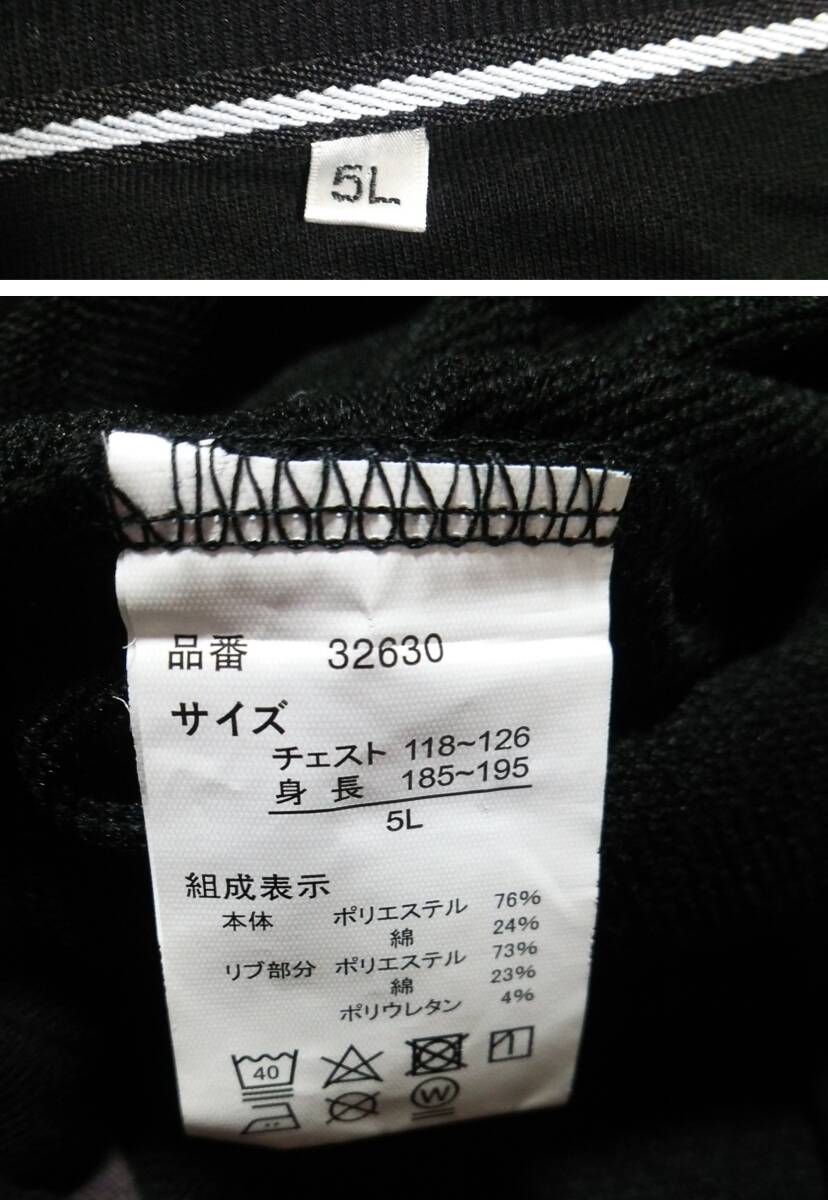 5L
品番 32630
サイズ
チェスト 118~126
身長 185~195
5L
組成表示
本体 ポリエステル 76%
綿 24%
リブ部分 ポリエステル 73%
綿 23%
ポリウレタン 4%
40
W